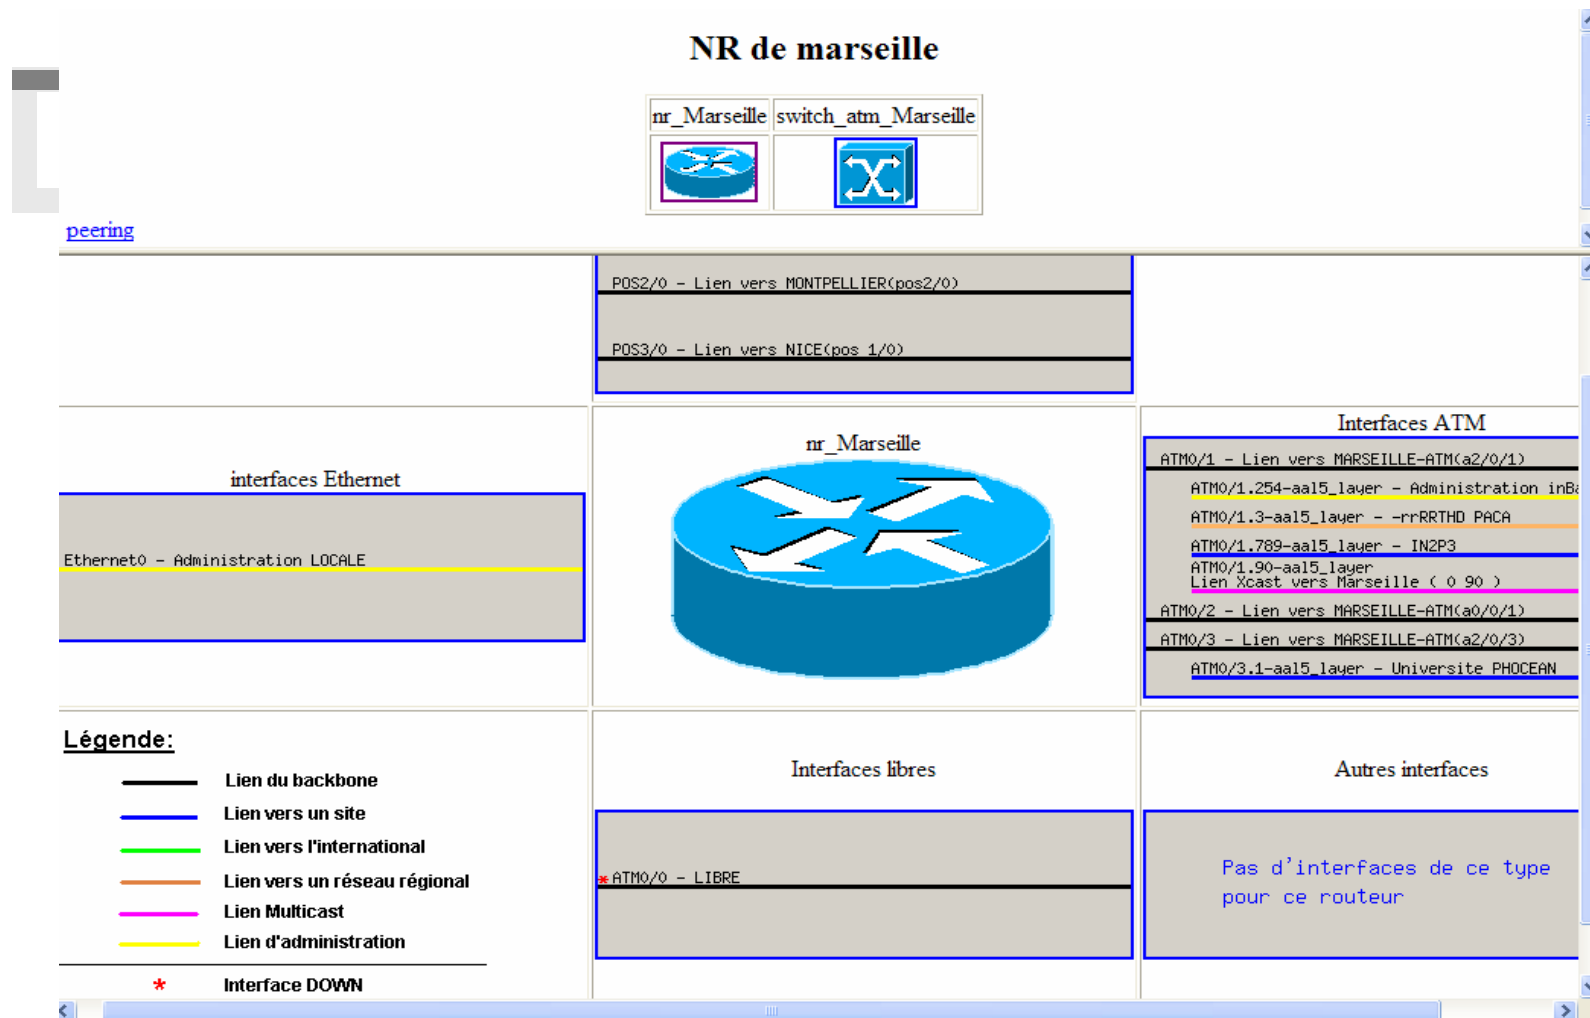 NR de marseille
nr_Marseille switch_atm_Marseille
peering
POS2/0 - Lien vers MONTPELLIER(pos2/0)
POS3/0 - Lien vers NICE(pos 1/0)
interfaces Ethernet
Ethernet0 - Administration LOCALE
nr_Marseille
Interfaces ATM
ATM0/1 - Lien vers MARSEILLE-ATM(a2/0/1)
ATM0/1.254-aal5_layer - Administration inBa
ATM0/1.3-aal5_layer - -rrRRTHD PACA
ATM0/1.789-aal5_layer - IN2P3
ATM0/1.90-aal5_layer
Lien Xcast vers Marseille ( 0 90 )
ATM0/2 - Lien vers MARSEILLE-ATM(a0/0/1)
ATM0/3 - Lien vers MARSEILLE-ATM(a2/0/3)
ATM0/3.1-aal5_layer - Universite PHOCEAN
Légende:
Lien du backbone
Lien vers un site
Lien vers l'international
Lien vers un réseau régional
Lien Multicast
Lien d'administration
* Interface DOWN
Interfaces libres
*ATM0/0 - LIBRE
Autres interfaces
Pas d'interfaces de ce type
pour ce routeur